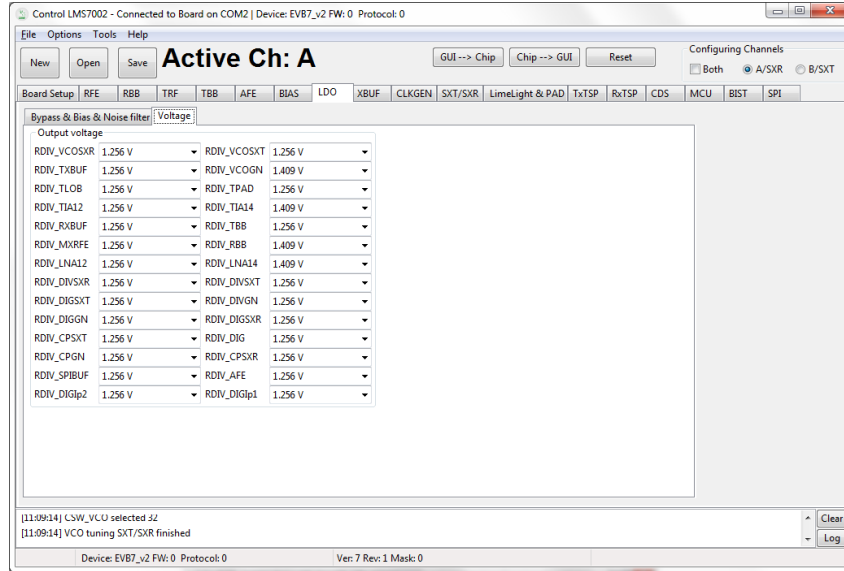 Control LMS7002 - Connected to Board on COM2 | Device: EVB7_v2 FW: 0 Protocol: 0
File Options Tools Help
New Open Save Active Ch: A GUI --> Chip Chip --> GUI Reset Configuring Channels
Both A/SXR B/SXT
Board Setup RFE RBB TRF TBB AFE BIAS LDO XBUF CLKGEN SXT/SXR LimeLight & PAD TxTSP RxTSP CDS MCU BIST SPI
Bypass & Bias & Noise filter Voltage
Output voltage
RDIV_VCOSXR 1.256 V RDIV_VCOSXT 1.256 V
RDIV_TXBUF 1.256 V RDIV_VCOGN 1.409 V
RDIV_TLOB 1.256 V RDIV_TPAD 1.256 V
RDIV_TIA12 1.256 V RDIV_TIA14 1.409 V
RDIV_RXBUF 1.256 V RDIV_TBB 1.256 V
RDIV_MXRFE 1.256 V RDIV_RBB 1.409 V
RDIV_LNA12 1.256 V RDIV_LNA14 1.409 V
RDIV_DIVSXR 1.256 V RDIV_DIVSXT 1.256 V
RDIV_DIGSXT 1.256 V RDIV_DIVGN 1.256 V
RDIV_DIGGN 1.256 V RDIV_DIGSXR 1.256 V
RDIV_CPSXT 1.256 V RDIV_DIG 1.256 V
RDIV_CPGN 1.256 V RDIV_CPSXR 1.256 V
RDIV_SPIBUF 1.256 V RDIV_AFE 1.256 V
RDIV_DIGIp2 1.256 V RDIV_DIGIp1 1.256 V
[11:09:14] CSW_VCO selected 32
[11:09:14] VCO tuning SXT/SXR finished
Clear
Log
Device: EVB7_v2 FW: 0 Protocol: 0 Ver: 7 Rev: 1 Mask: 0